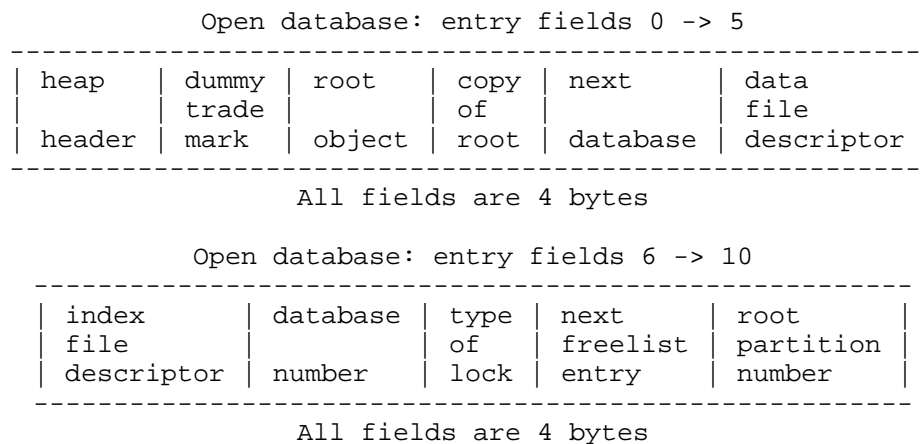 Open database: entry fields 0 -> 5
---------------------------------------------------------
| heap   | dummy | root   | copy | next     | data
|        | trade |        | of   |          | file
| header | mark  | object | root | database | descriptor
---------------------------------------------------------
All fields are 4 bytes
Open database: entry fields 6 -> 10
-------------------------------------------------------
| index      | database | type | next     | root      |
| file       |          | of   | freelist | partition |
| descriptor | number   | lock | entry    | number    |
-------------------------------------------------------
All fields are 4 bytes